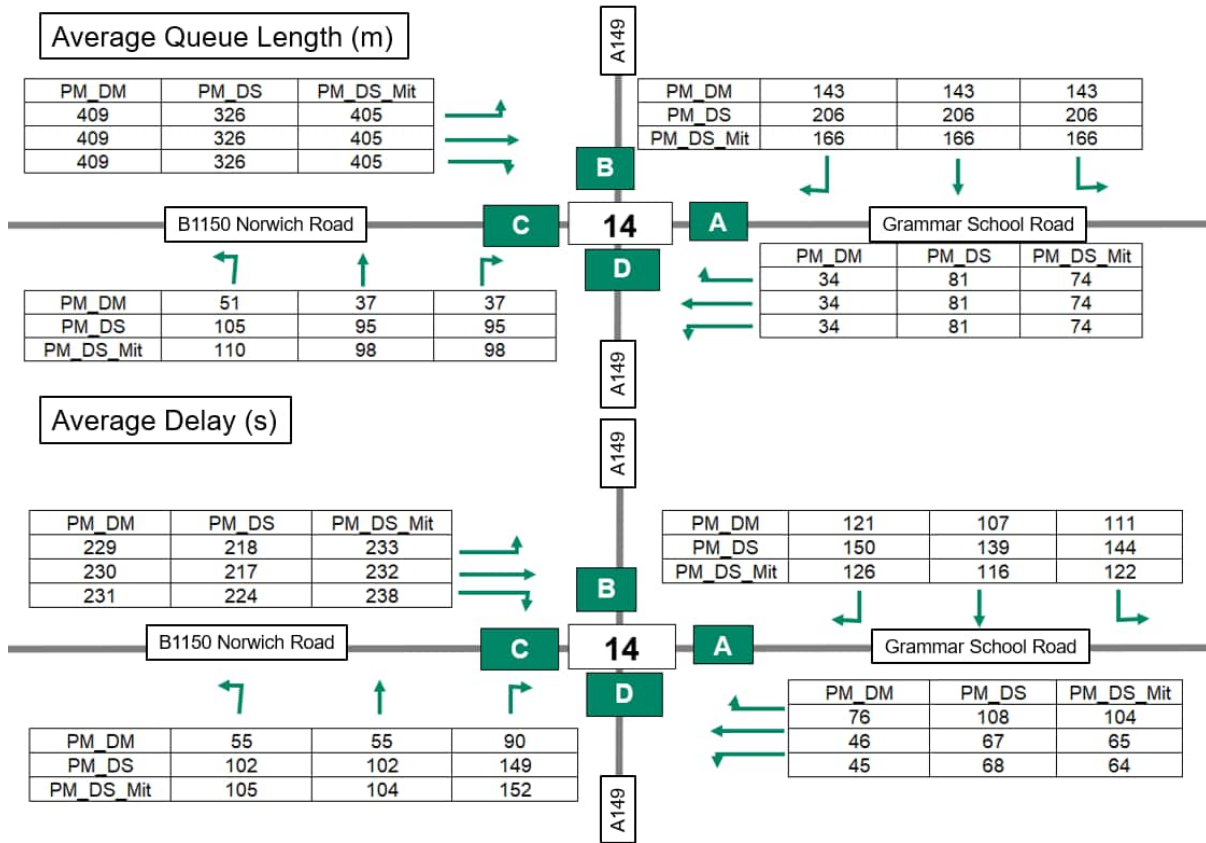 Average Queue Length (m)
A149
PM_DM PM_DS PM_DS_Mit
409 326 405
409 326 405
409 326 405
PM_DM 143 143 143
PM_DS 206 206 206
PM_DS_Mit 166 166 166
B
B1150 Norwich Road
C
14
A
Grammar School Road
D
PM_DM PM_DS PM_DS_Mit
34 81 74
34 81 74
34 81 74
PM_DM 51 37 37
PM_DS 105 95 95
PM_DS_Mit 110 98 98
A149
Average Delay (s)
A149
PM_DM PM_DS PM_DS_Mit
229 218 233
230 217 232
231 224 238
PM_DM 121 107 111
PM_DS 150 139 144
PM_DS_Mit 126 116 122
B
B1150 Norwich Road
C
14
A
Grammar School Road
D
PM_DM PM_DS PM_DS_Mit
76 108 104
46 67 65
45 68 64
PM_DM 55 55 90
PM_DS 102 102 149
PM_DS_Mit 105 104 152
A149